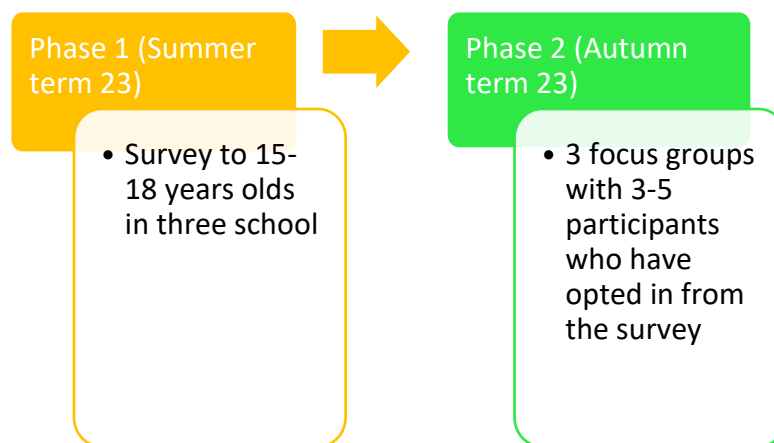 Phase 1 (Summer
term 23)
• Survey to 15-
18 years olds
in three school
Phase 2 (Autumn
term 23)
• 3 focus groups
with 3-5
participants
who have
opted in from
the survey